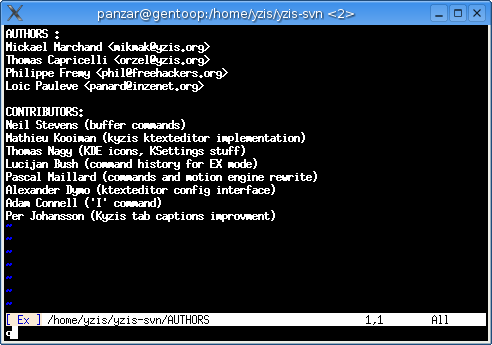 panzar@gentoop:/home/yzis/yzis-svn <2>
AUTHORS :
Mickael Marchand <mikmak@yzis.org>
Thomas Capricelli <orzel@yzis.org>
Philippe Fremy <phil@freehackers.org>
Loic Pauleve <panard@inzenet.org>
CONTRIBUTORS:
Neil Stevens (buffer commands)
Mathieu Kooiman (kyzis ktexteditor implementation)
Thomas Nagy (KDE icons, KSettings stuff)
Lucijan Bush (command history for EX mode)
Pascal Maillard (commands and motion engine rewrite)
Alexander Dymo (ktexteditor config interface)
Adam Connell ('I' command)
Per Johansson (Kyzis tab captions improvment)
~
~
~
~
~
~
~
[ Ex ] /home/yzis/yzis-svn/AUTHORS 1,1 All
q